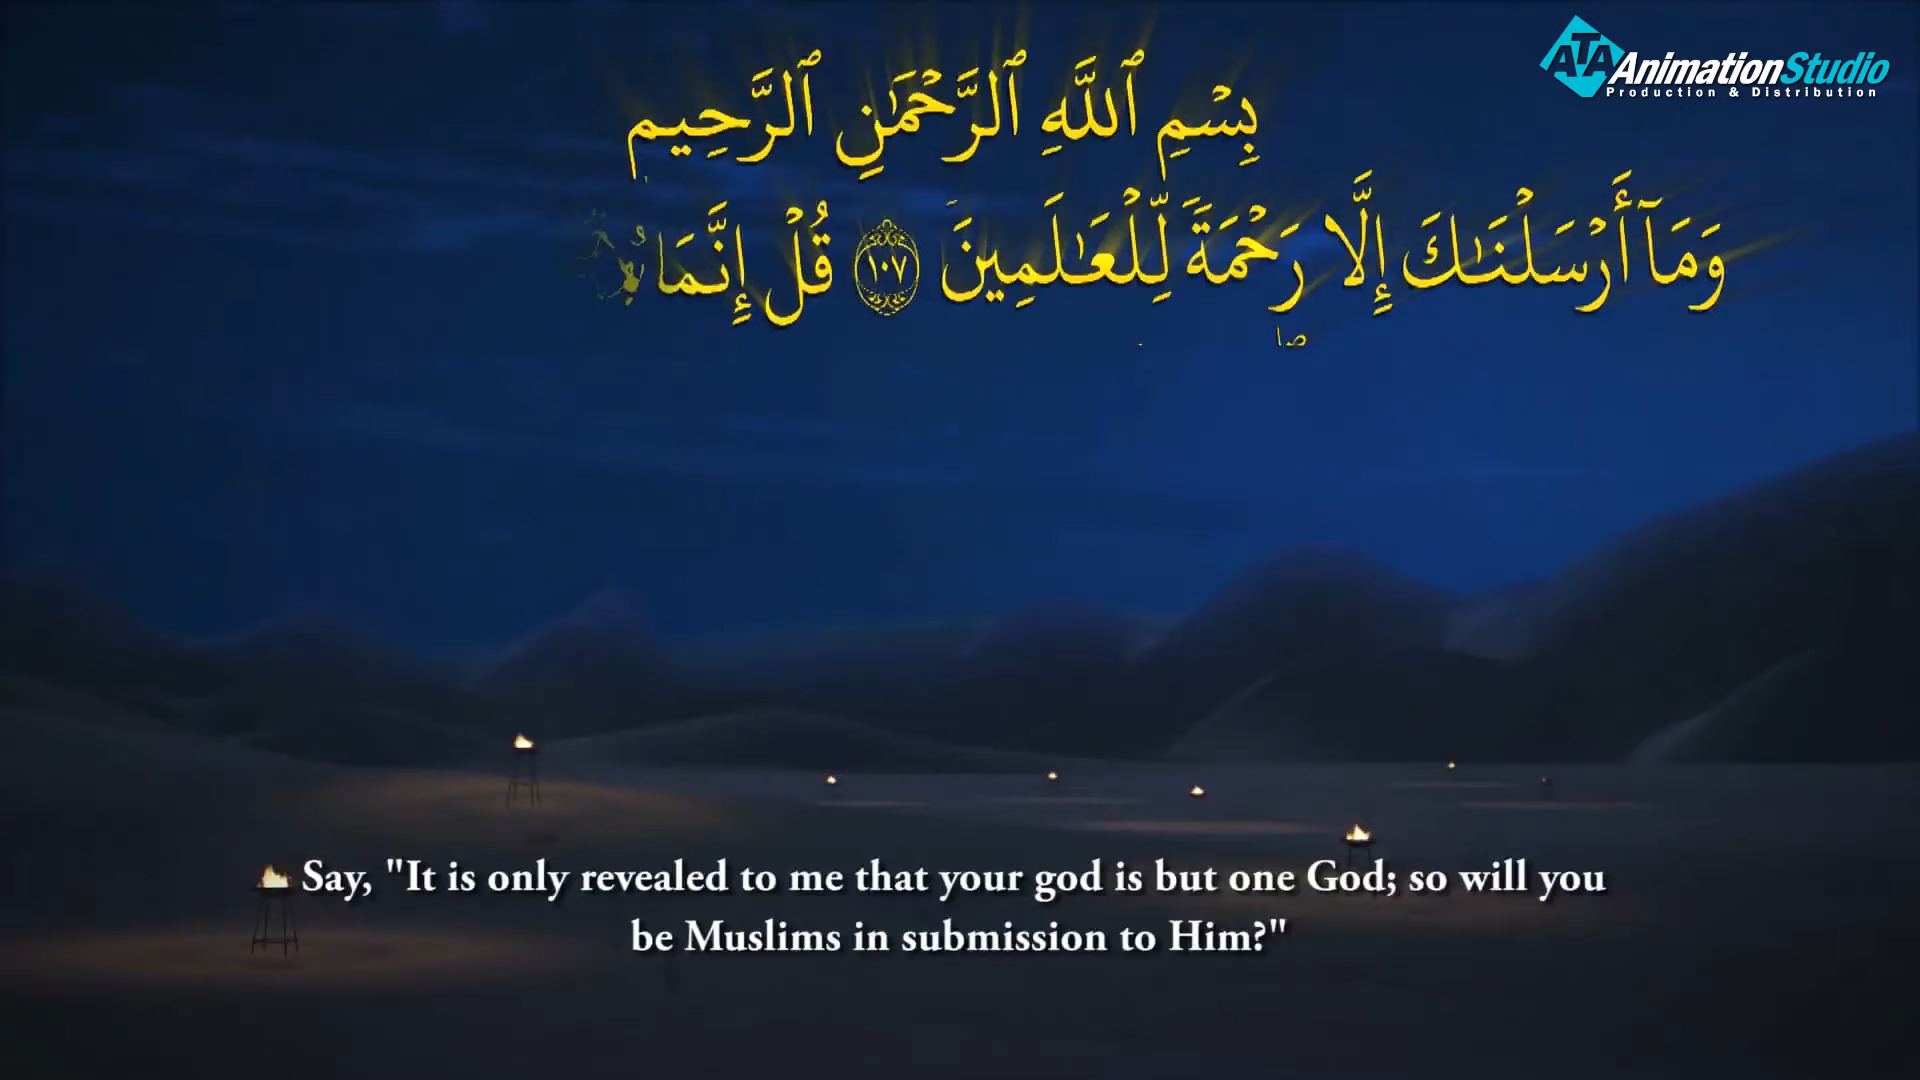 ATA AnimationStudio
Production & Distribution
بِسْمِ ٱللَّهِ ٱلرَّحْمَٰنِ ٱلرَّحِيمِ
وَمَآ أَرْسَلْنَٰكَ إِلَّا رَحْمَةً لِّلْعَٰلَمِينَ ١٠٧ قُلْ إِنَّمَا
Say, "It is only revealed to me that your god is but one God; so will you
be Muslims in submission to Him?"